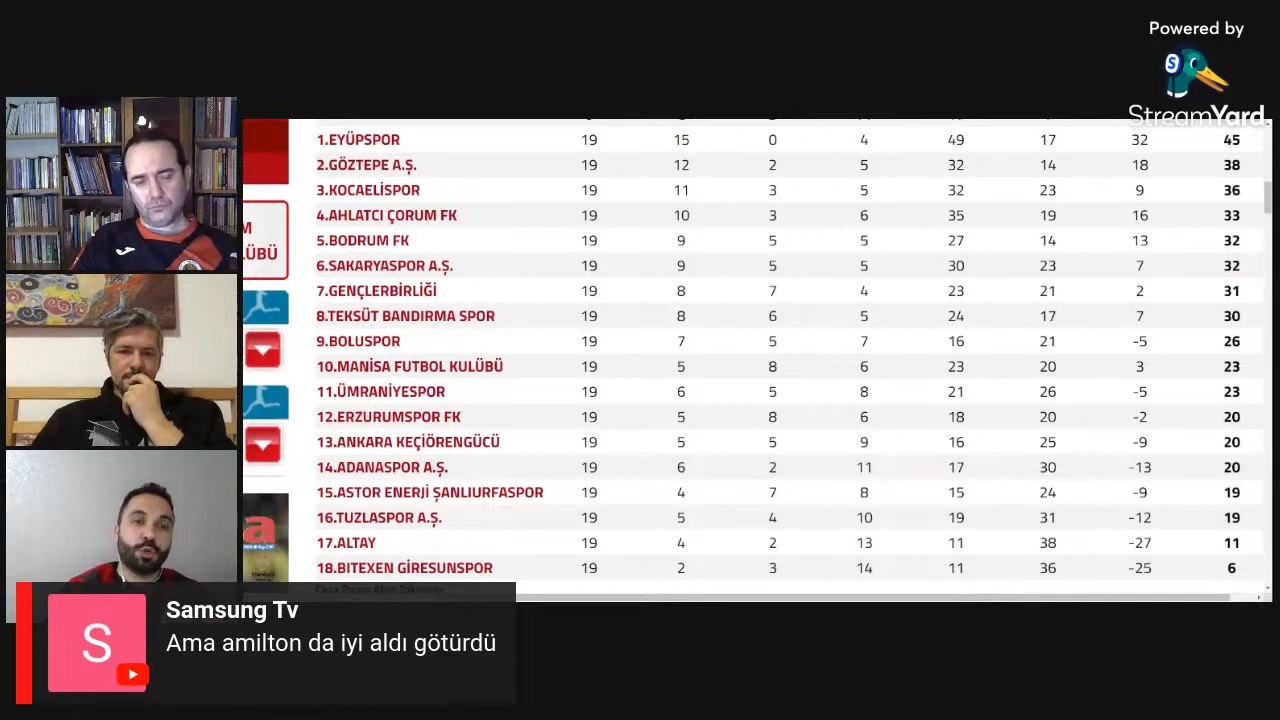 Powered by
StreamYard
1.EYÜPSPOR 19 15 0 4 49 17 32 45
2.GÖZTEPE A.Ş. 19 12 2 5 32 14 18 38
3.KOCAELİSPOR 19 11 3 5 32 23 9 36
4.AHLATCI ÇORUM FK 19 10 3 6 35 19 16 33
5.BODRUM FK 19 9 5 5 27 14 13 32
6.SAKARYASPOR A.Ş. 19 9 5 5 30 23 7 32
7.GENÇLERBİRLİĞİ 19 8 7 4 23 21 2 31
8.TEKSÜT BANDIRMA SPOR 19 8 6 5 24 17 7 30
9.BOLUSPOR 19 7 5 7 16 21 -5 26
10.MANİSA FUTBOL KULÜBÜ 19 5 8 6 23 20 3 23
11.ÜMRANİYESPOR 19 6 5 8 21 26 -5 23
12.ERZURUMSPOR FK 19 5 8 6 18 20 -2 20
13.ANKARA KEÇİÖRENGÜCÜ 19 5 5 9 16 25 -9 20
14.ADANASPOR A.Ş. 19 6 2 11 17 30 -13 20
15.ASTOR ENERJİ ŞANLIURFASPOR 19 4 7 8 15 24 -9 19
16.TUZLASPOR A.Ş. 19 5 4 10 19 31 -12 19
17.ALTAY 19 4 2 13 11 38 -27 11
18.BITEXEN GİRESUNSPOR 19 2 3 14 11 36 -25 6
M
LÜBÜ
a
S
Samsung Tv
Ama amilton da iyi aldı götürdü